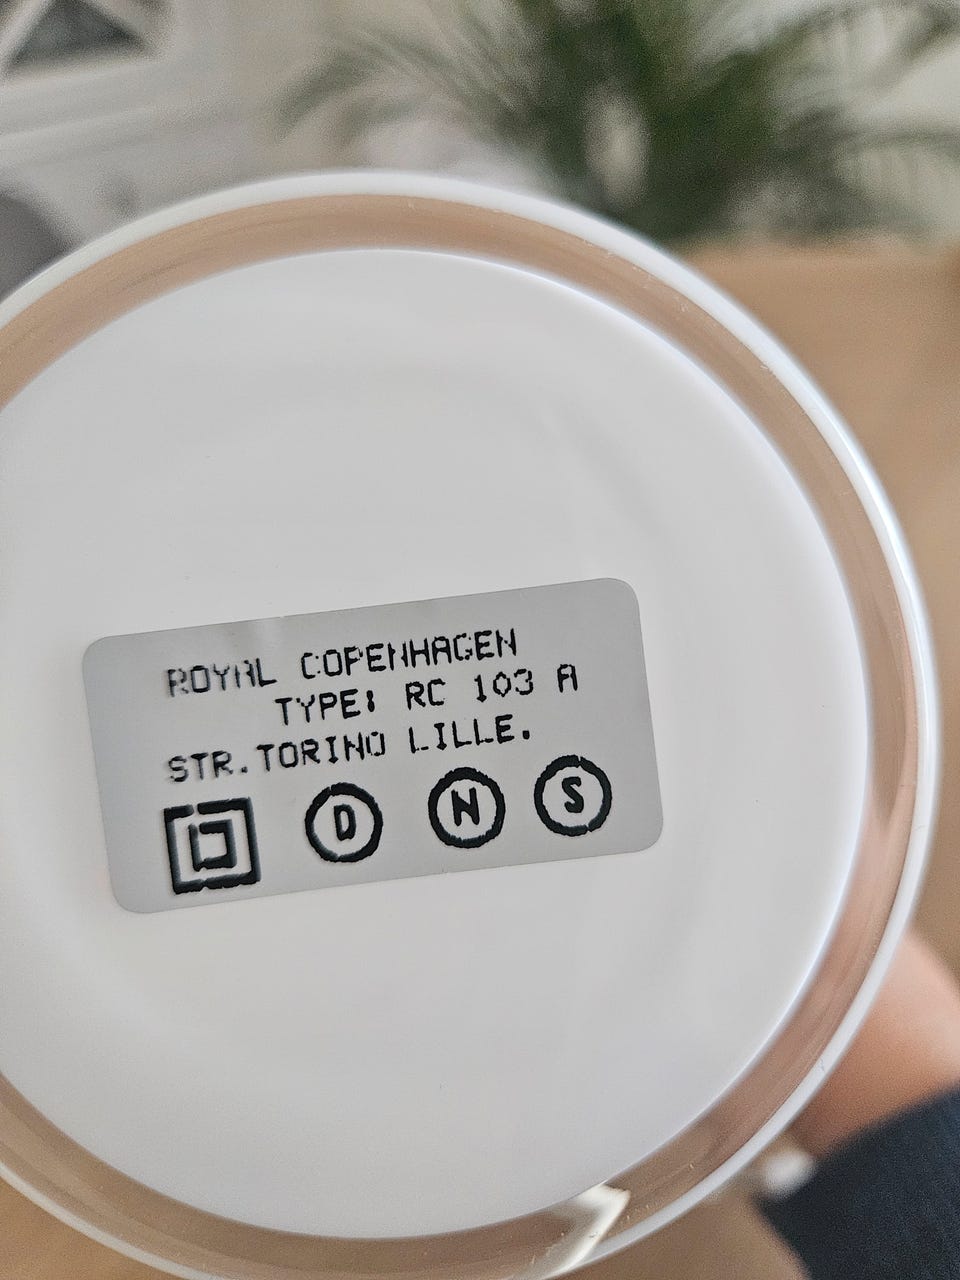 ROYAL COPENHAGEN
TYPE: RC 103 A
STR.TORINO LILLE.
D N S